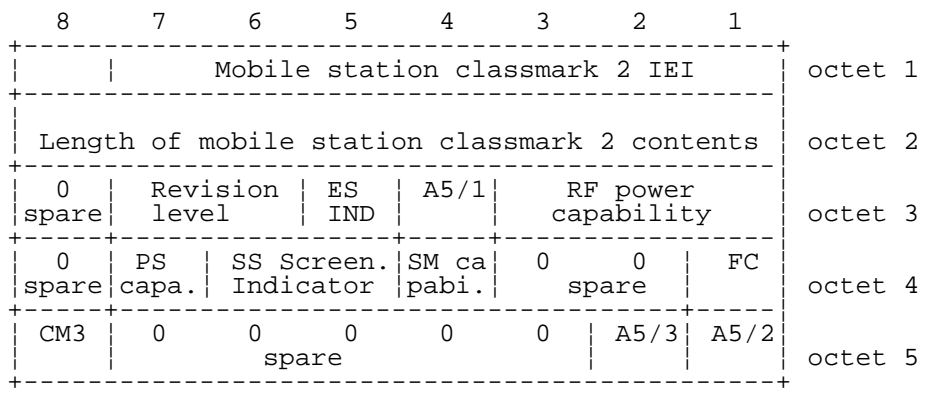 8 7 6 5 4 3 2 1
Mobile station classmark 2 IEI octet 1
Length of mobile station classmark 2 contents octet 2
0 Revision ES A5/1 RF power
spare level IND capability octet 3
0 PS SS Screen. SM ca 0 0 FC
spare capa. Indicator pabi. spare octet 4
CM3 0 0 0 0 0 A5/3 A5/2
spare octet 5